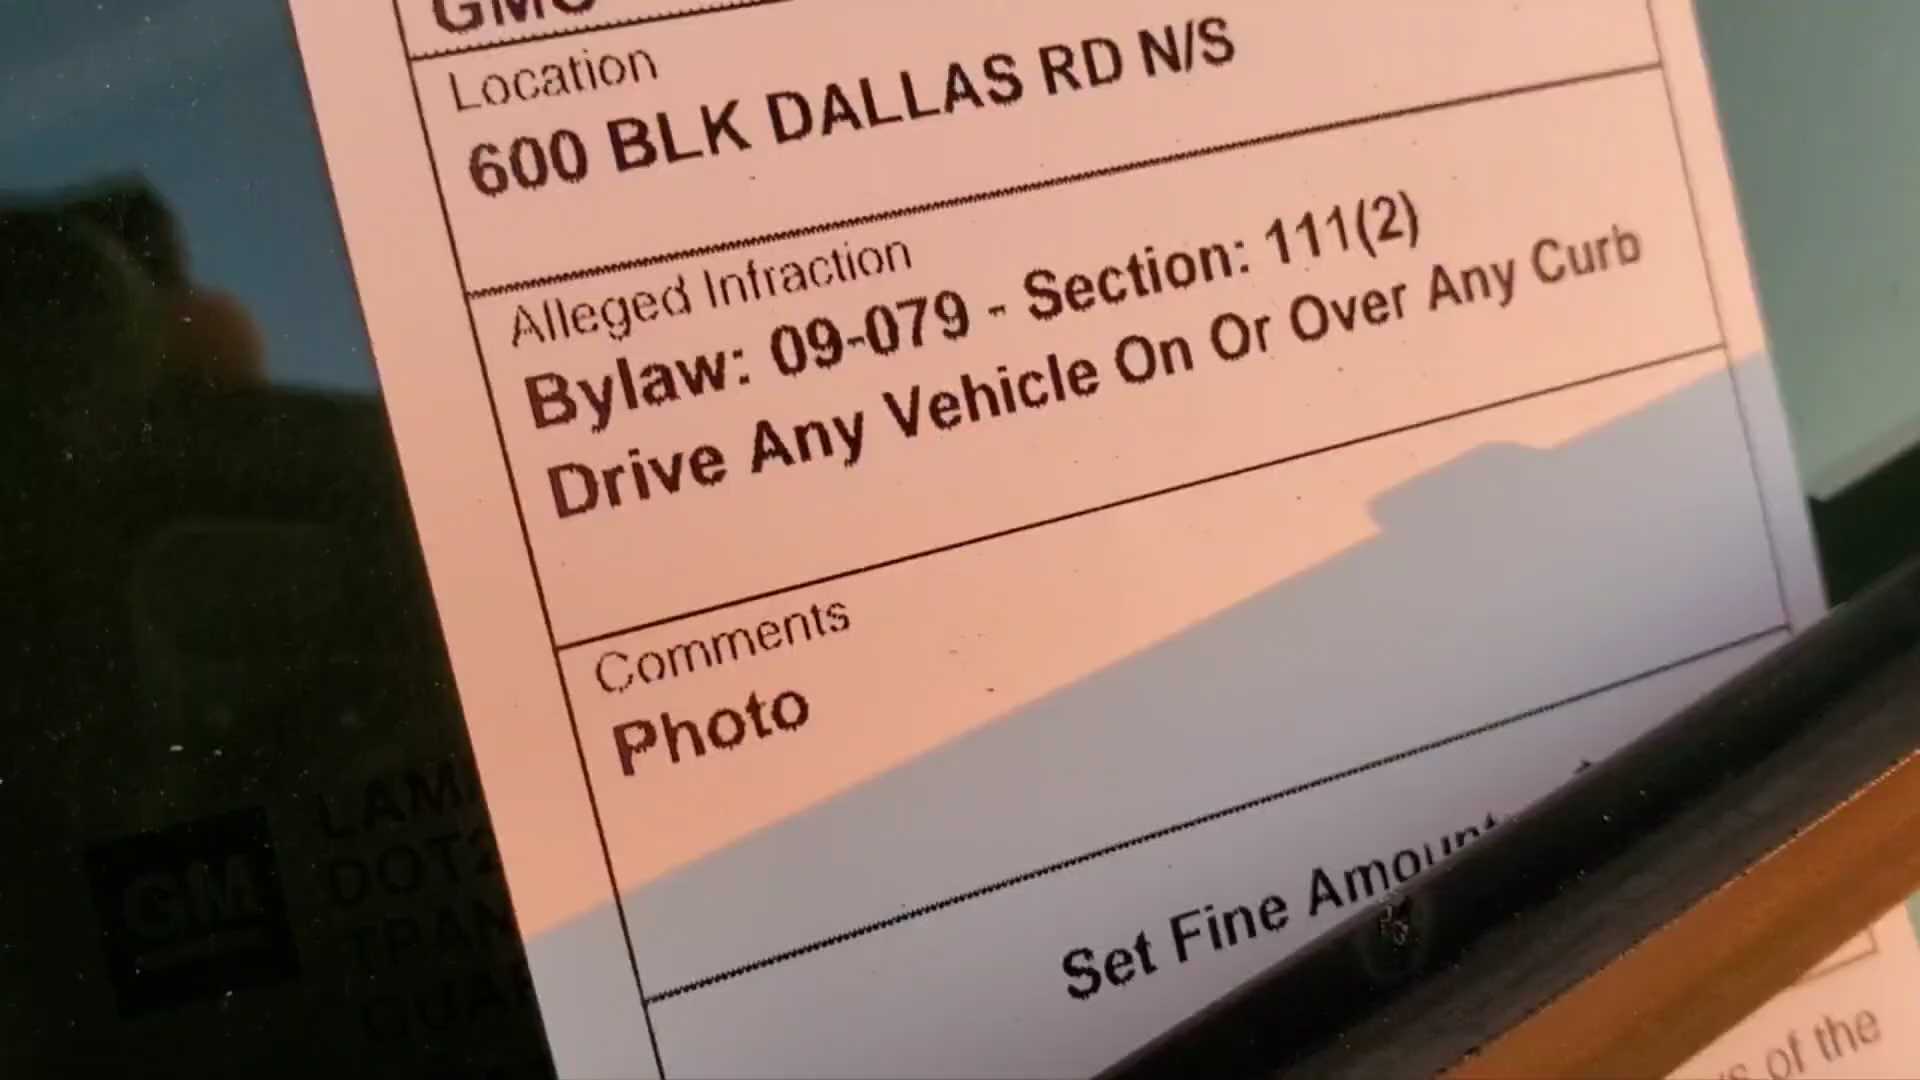 GMC
Location
600 BLK DALLAS RD N/S
Alleged Infraction
Bylaw: 09-079 - Section: 111(2)
Drive Any Vehicle On Or Over Any Curb
Comments
Photo
Set Fine Amount
of the
GM